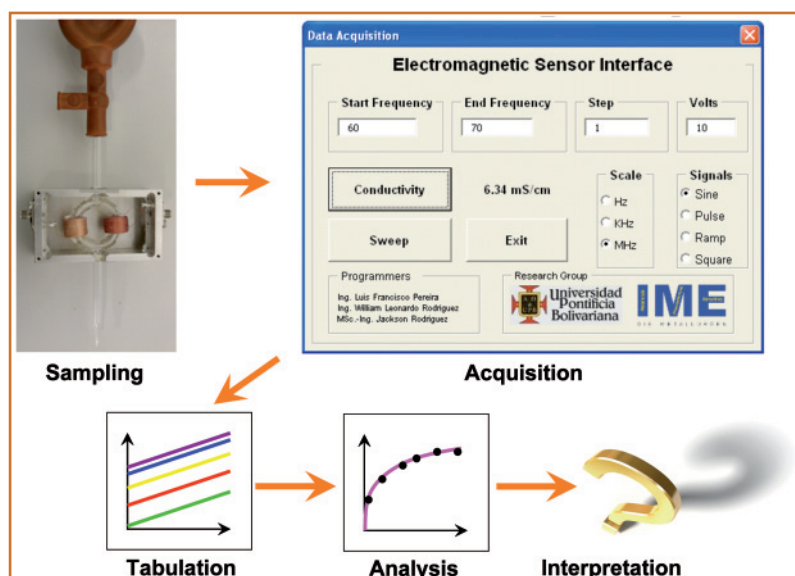 Data Acquisition
Electromagnetic Sensor Interface
Start Frequency
End Frequency
Step
Volts
60
70
1
10
Conductivity
6.34 mS/cm
Scale
Hz
KHz
MHz
Signals
Sine
Pulse
Ramp
Square
Sweep
Exit
Programmers
Ing. Luis Francisco Pereira
Ing. William Leonardo Rodriguez
MSc.-Ing. Jackson Rodriguez
Research Group
Universidad
Pontificia
Bolivariana
IME
Sampling
Acquisition
Tabulation
Analysis
Interpretation